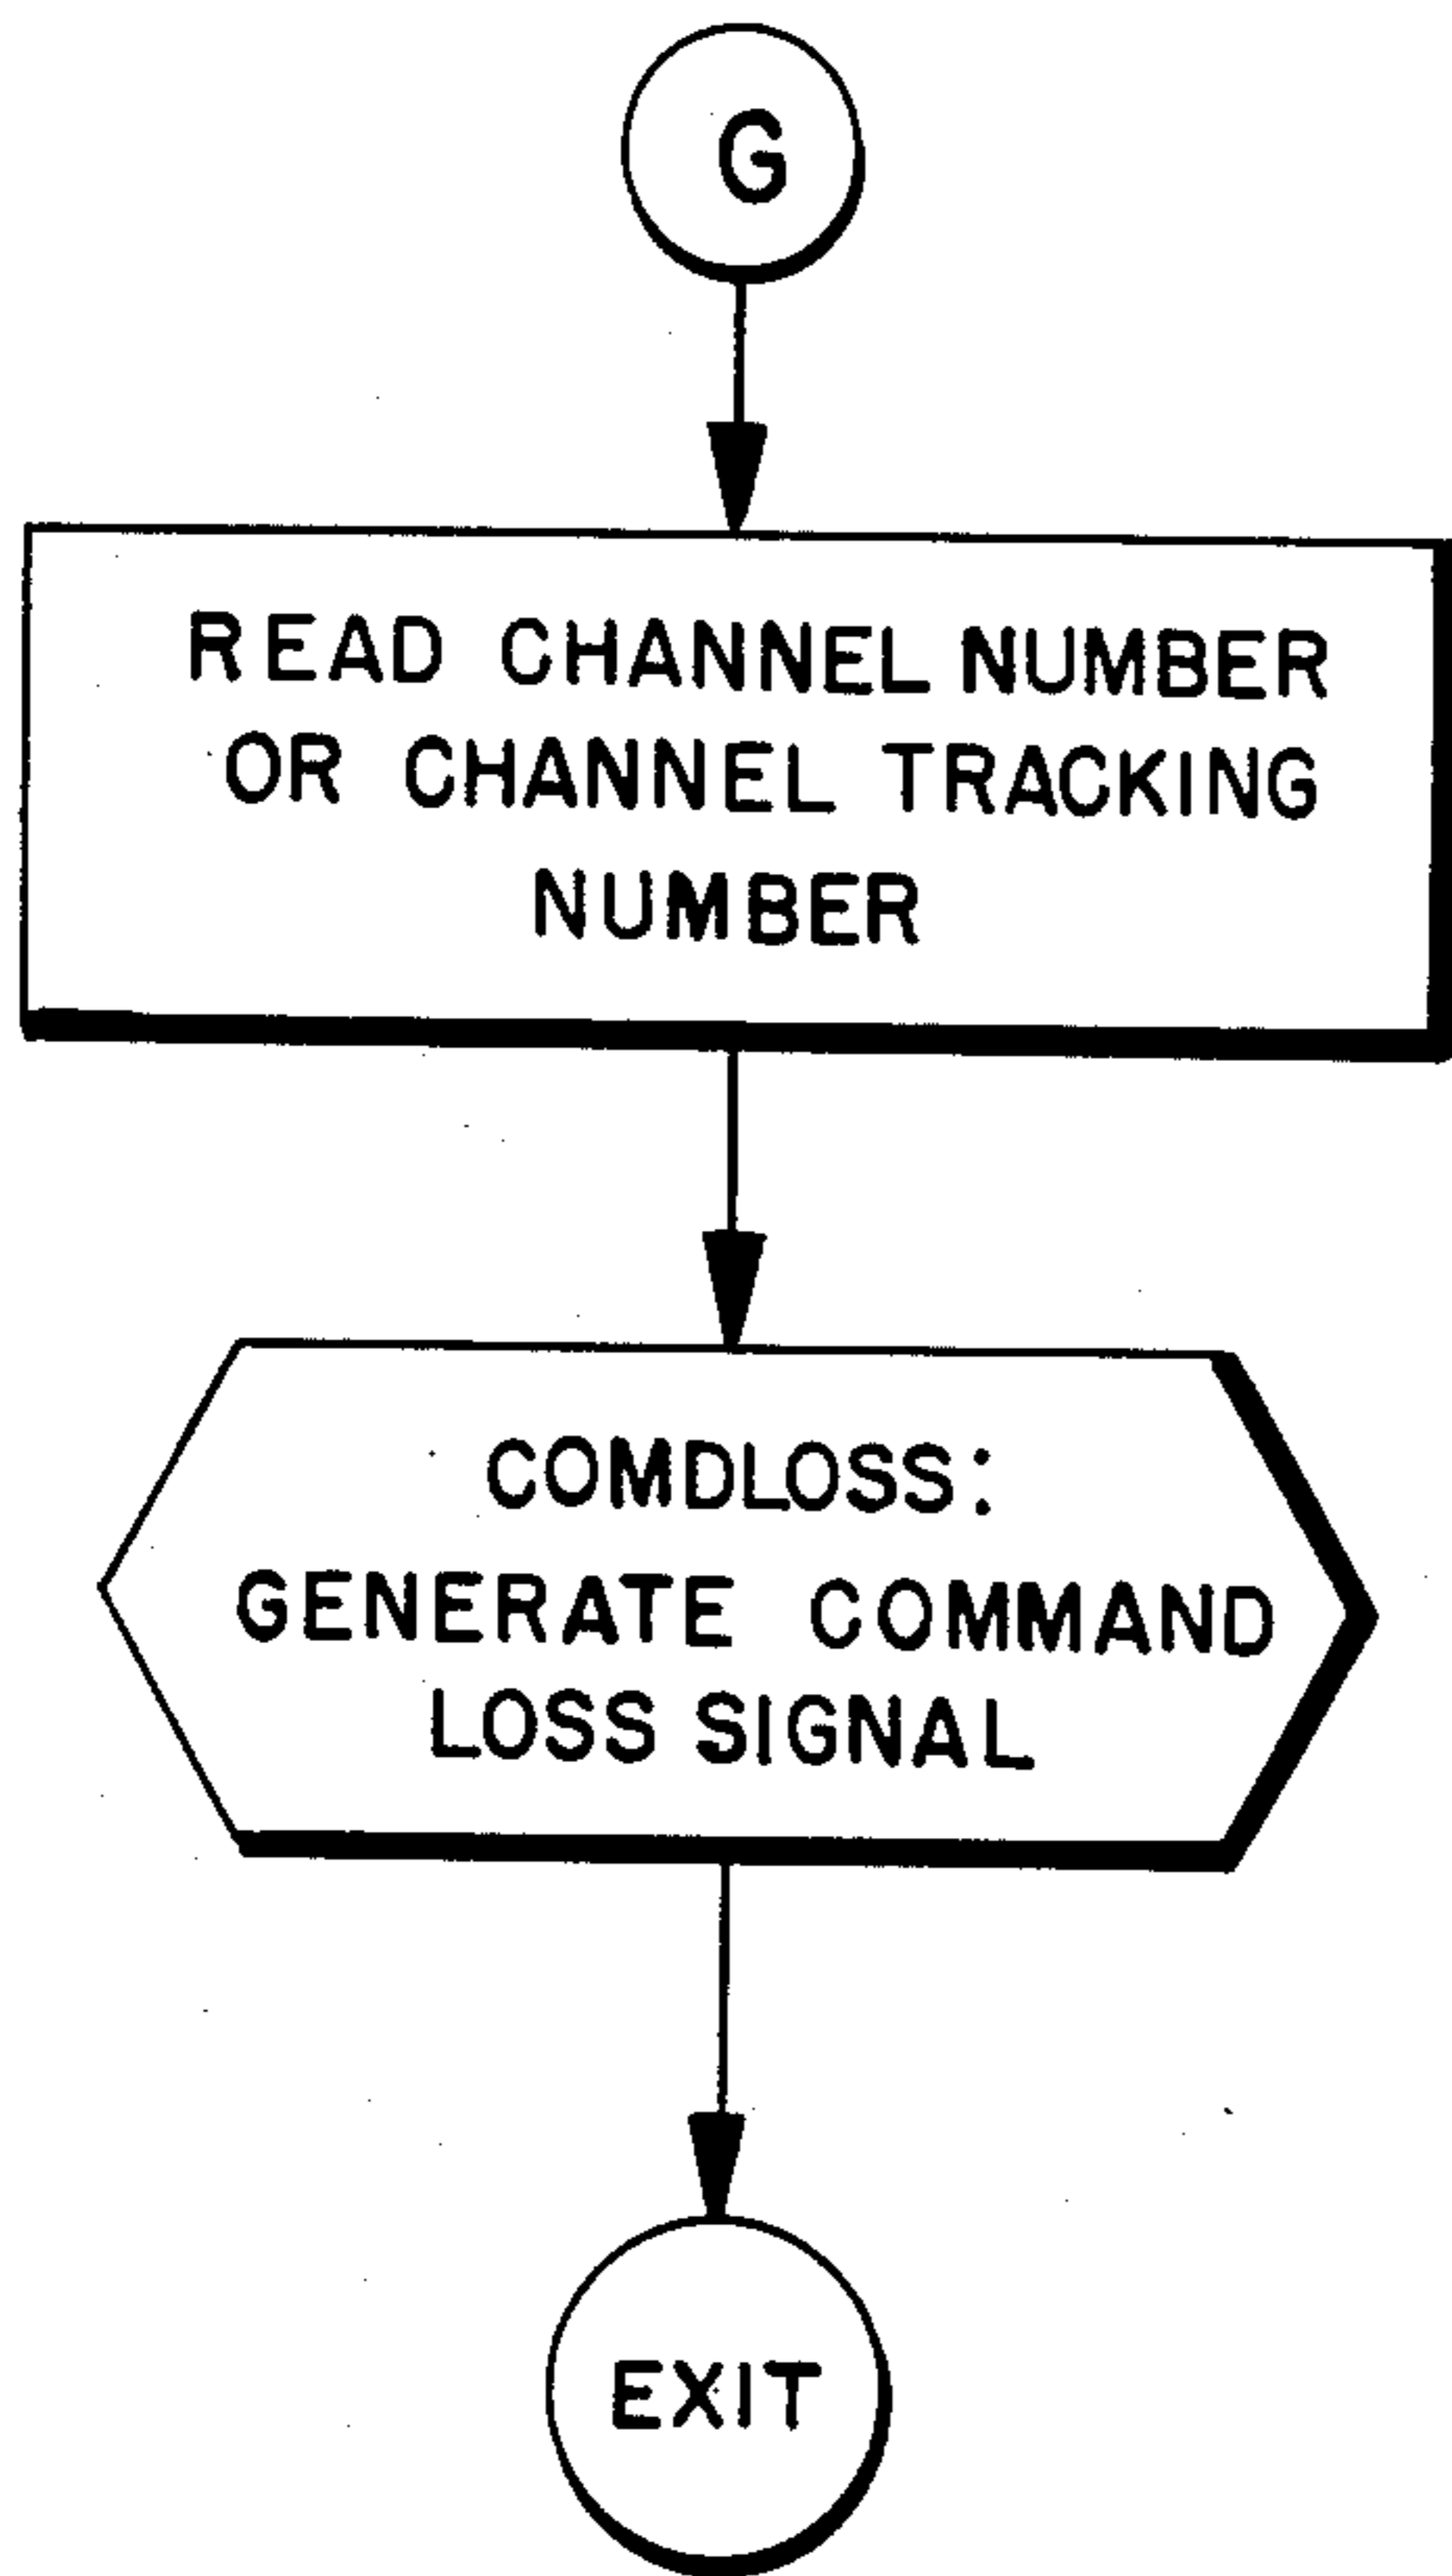 G
READ CHANNEL NUMBER
OR CHANNEL TRACKING
NUMBER
COMDLOSS:
GENERATE COMMAND
LOSS SIGNAL
EXIT